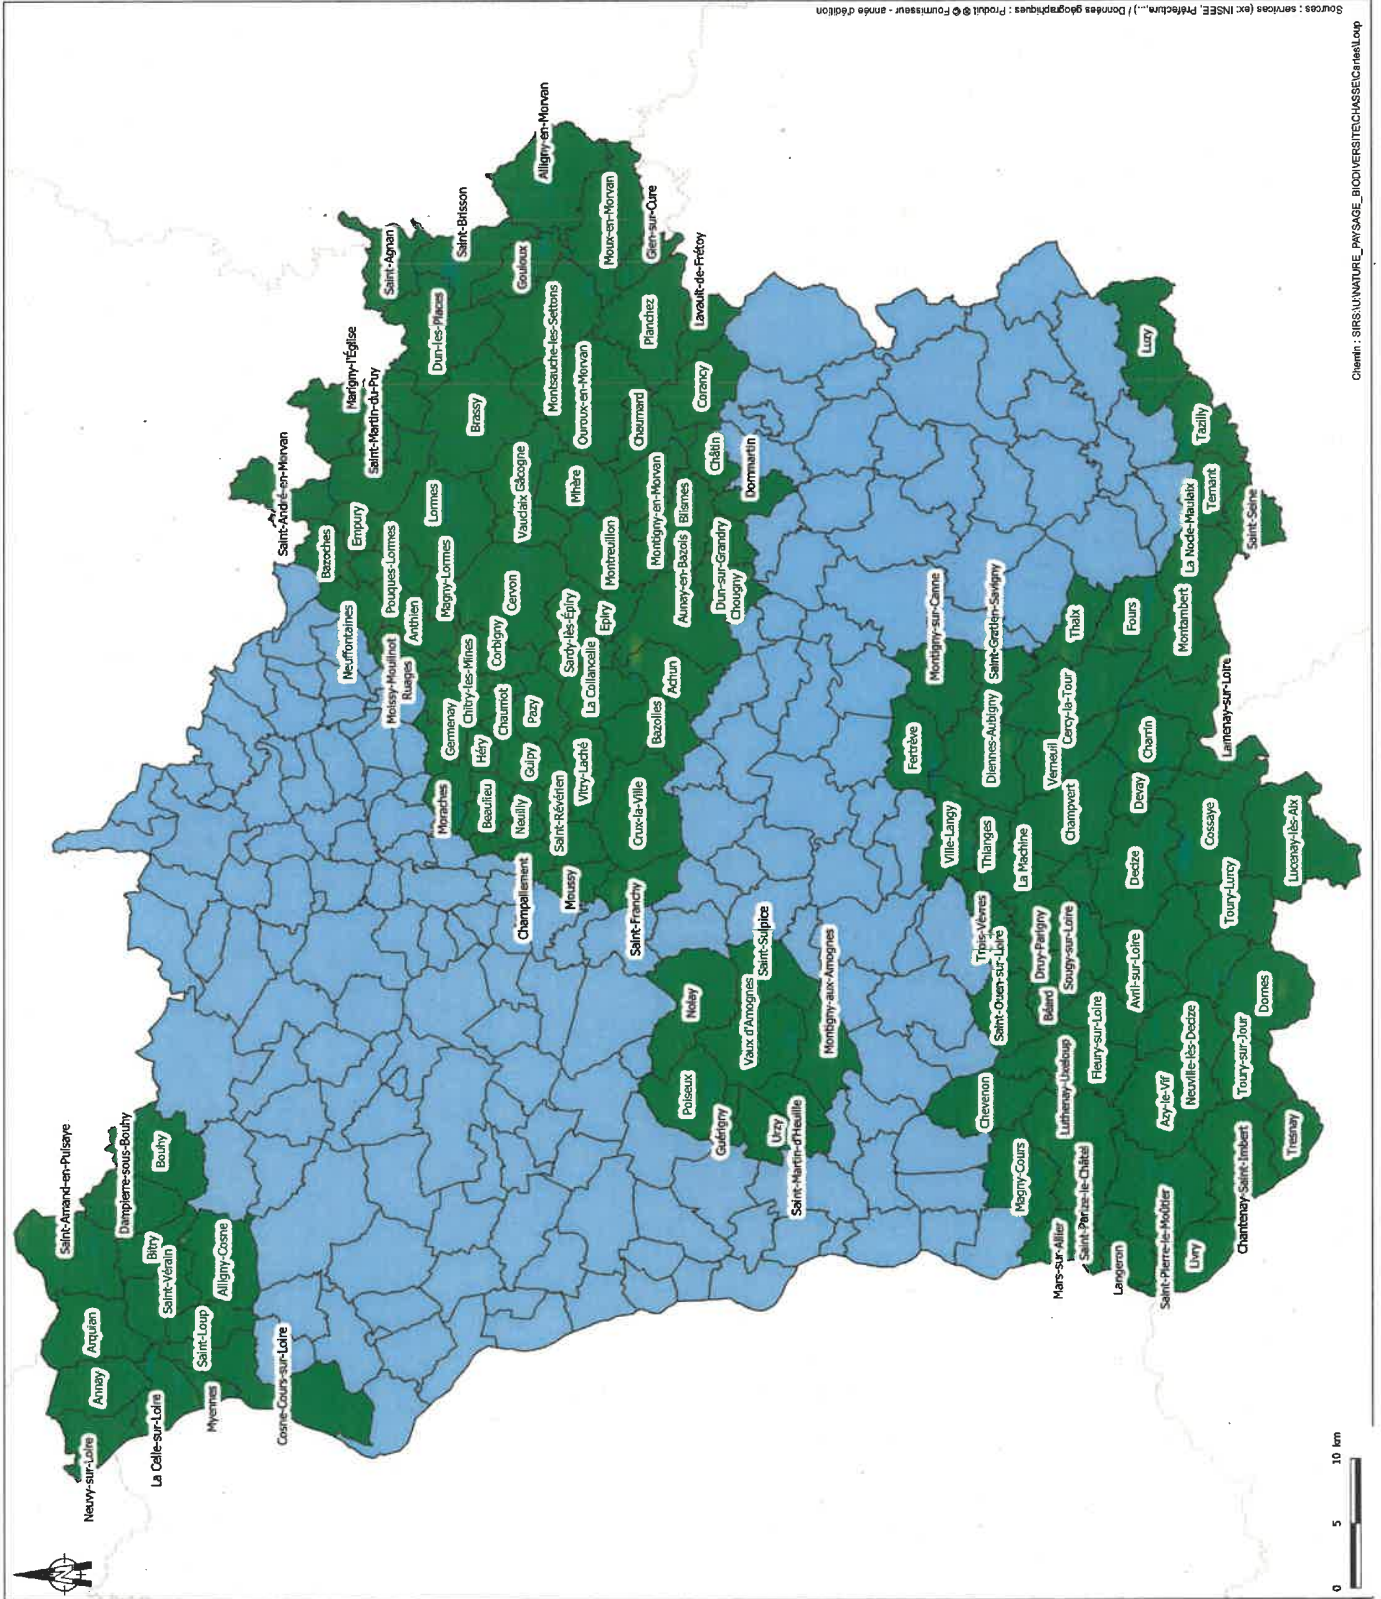 Sources : services (ex: INSEE, Préfecture,...) / Données géographiques : Produit ® © Fournisseur - année d'édition
Chemin : SIRS:\U:\NATURE_PAYSAGE_BIODIVERSITE\CHASSE\Cartes\Loup
Neuvy-sur-Loire
Annay
Arquian
Saint-Amand-en-Puisaye
La Celle-sur-Loire
Bitry
Saint-Vérain
Dampierre-sous-Bouhy
Bouhy
Myennes
Saint-Loup
Alligny-Cosne
Cosne-Cours-sur-Loire
Saint-André-en-Morvan
Bazoches
Neuffontaines
Empury
Marigny-l'Église
Saint-Martin-du-Puy
Saint-Agnan
Moissy-Moulinot
Ruages
Pouques-Lormes
Anthien
Lormes
Dun-les-Places
Saint-Brisson
Moraches
Germenay
Chitry-les-Mines
Magny-Lormes
Brassy
Héry
Beaulieu
Chaumot
Corbigny
Cervon
Vauclaix
Gâcogne
Gouloux
Alligny-en-Morvan
Champallement
Neuilly
Guipy
Pazy
Montsauche-les-Settons
Saint-Révérien
Vitry-Laché
La Collancelle
Sardy-lès-Épiry
Mhère
Ouroux-en-Morvan
Moux-en-Morvan
Moussy
Epiry
Montreuillon
Chaumard
Planchez
Gien-sur-Cure
Saint-Franchy
Crux-la-Ville
Bazolles
Achun
Aunay-en-Bazois
Montigny-en-Morvan
Blismes
Corancy
Lavault-de-Frétoy
Châtin
Dun-sur-Grandry
Chougny
Dommartin
Poiseux
Nolay
Guérigny
Vaux d'Amognes
Saint-Sulpice
Urzy
Saint-Martin-d'Heuille
Montigny-aux-Amognes
Fertrève
Montigny-sur-Canne
Ville-Langy
Diennes-Aubigny
Saint-Gratien-Savigny
Chevenon
Saint-Ouen-sur-Loire
Trois-Vèvres
Thianges
La Machine
Magny-Cours
Béard
Druy-Parigny
Sougy-sur-Loire
Champvert
Verneuil
Cercy-la-Tour
Thaix
Mars-sur-Allier
Saint-Parize-le-Châtel
Luthenay-Uxeloup
Fleury-sur-Loire
Langeron
Avril-sur-Loire
Decize
Devay
Charrin
Fours
Luzy
Saint-Pierre-le-Moûtier
Livry
Azy-le-Vif
Neuville-lès-Decize
Montambert
La Nocle-Maulaix
Ternant
Tazilly
Chantenay-Saint-Imbert
Toury-sur-Jour
Dornes
Toury-Lurcy
Cossaye
Lamenay-sur-Loire
Saint-Seine
Tresnay
Lucenay-lès-Aix
N
0 5 10 km